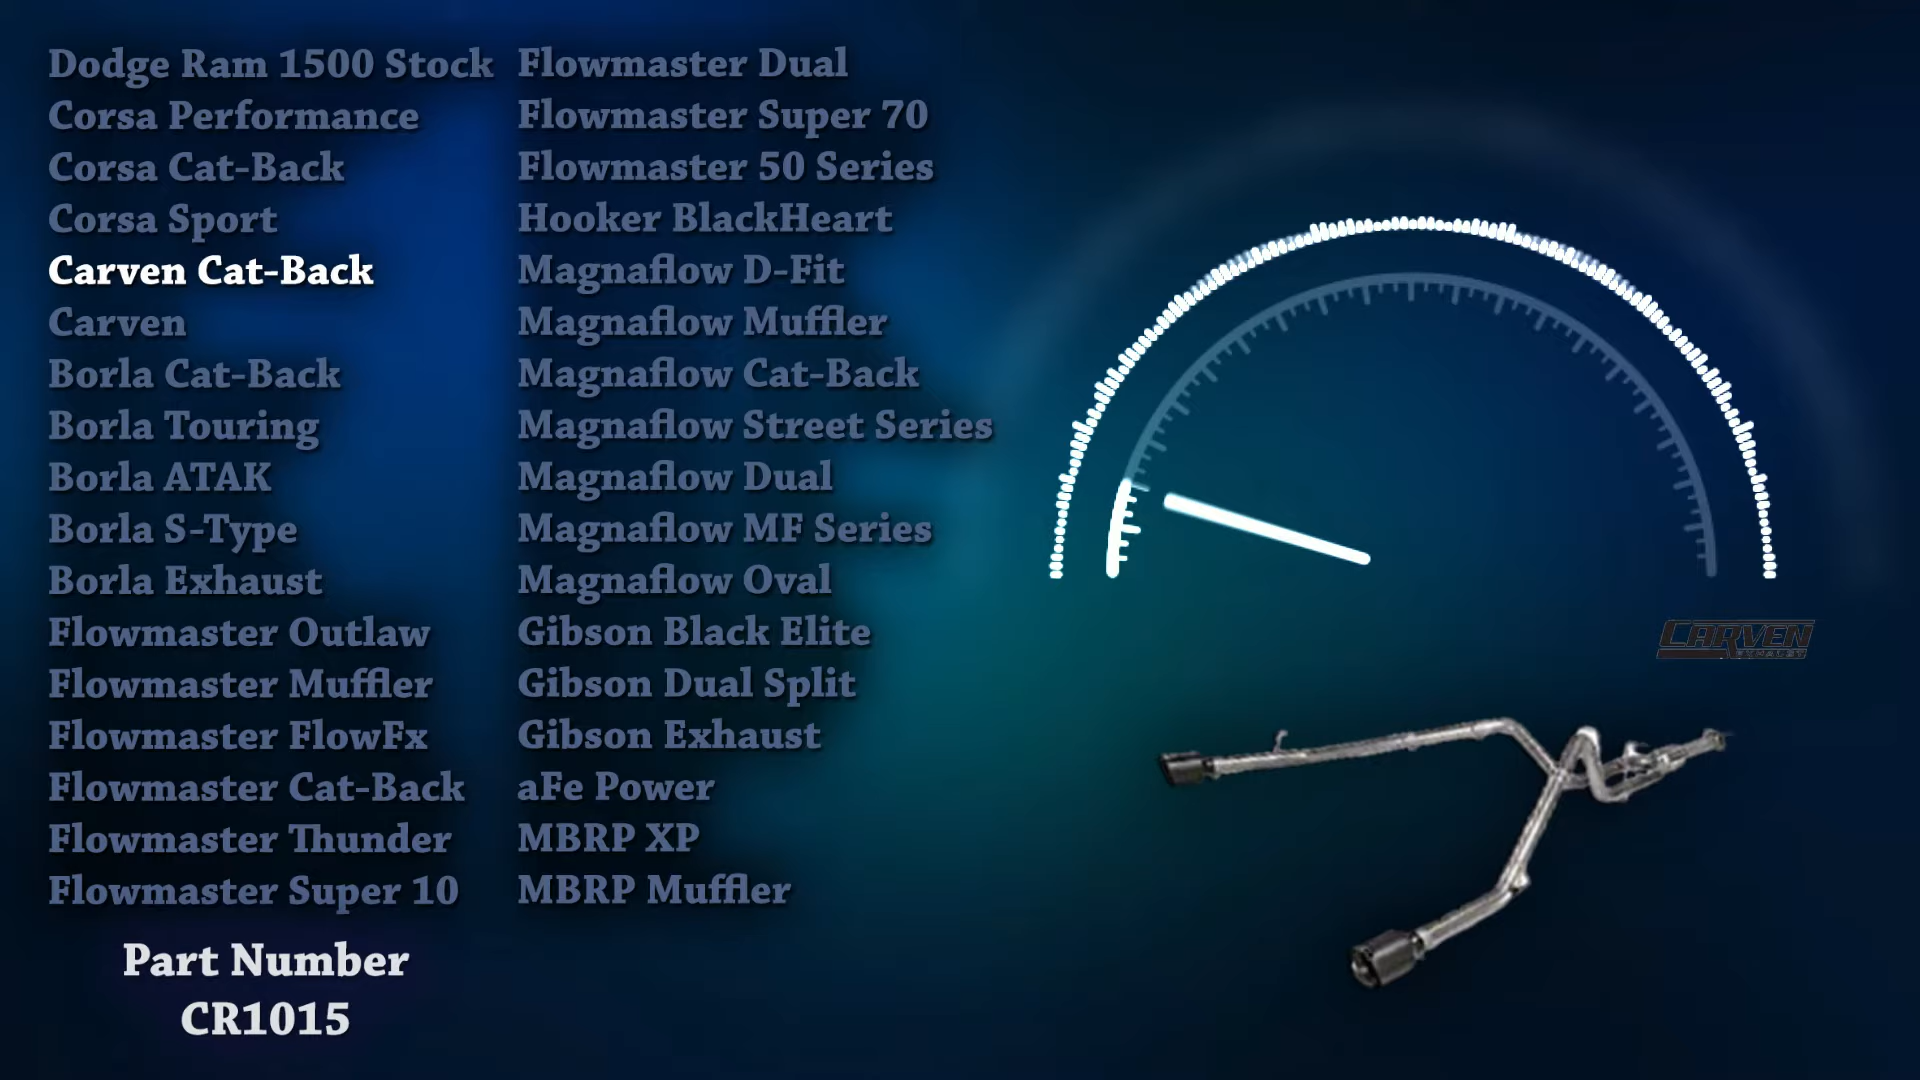 Dodge Ram 1500 Stock
Corsa Performance
Corsa Cat-Back
Corsa Sport
Carven Cat-Back
Carven
Borla Cat-Back
Borla Touring
Borla ATAK
Borla S-Type
Borla Exhaust
Flowmaster Outlaw
Flowmaster Muffler
Flowmaster FlowFx
Flowmaster Cat-Back
Flowmaster Thunder
Flowmaster Super 10
Flowmaster Dual
Flowmaster Super 70
Flowmaster 50 Series
Hooker BlackHeart
Magnaflow D-Fit
Magnaflow Muffler
Magnaflow Cat-Back
Magnaflow Street Series
Magnaflow Dual
Magnaflow MF Series
Magnaflow Oval
Gibson Black Elite
Gibson Dual Split
Gibson Exhaust
aFe Power
MBRP XP
MBRP Muffler
Part Number
CR1015
CARVEN
EXHAUST